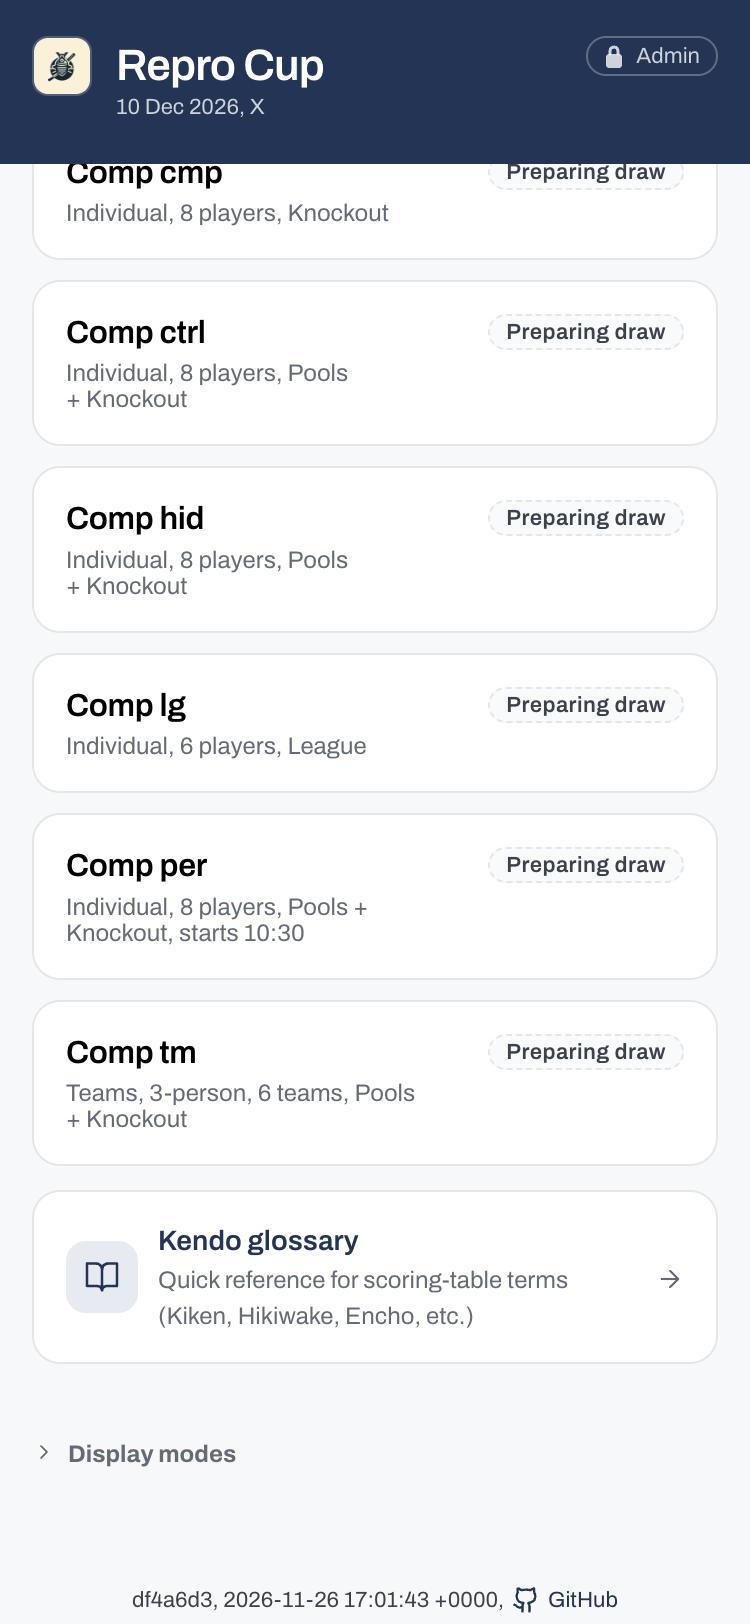 Repro Cup
10 Dec 2026, X
Admin
Comp cmp
Preparing draw
Individual, 8 players, Knockout
Comp ctrl
Preparing draw
Individual, 8 players, Pools
+ Knockout
Comp hid
Preparing draw
Individual, 8 players, Pools
+ Knockout
Comp lg
Preparing draw
Individual, 6 players, League
Comp per
Preparing draw
Individual, 8 players, Pools +
Knockout, starts 10:30
Comp tm
Preparing draw
Teams, 3-person, 6 teams, Pools
+ Knockout
Kendo glossary
Quick reference for scoring-table terms
(Kiken, Hikiwake, Encho, etc.)
Display modes
df4a6d3, 2026-11-26 17:01:43 +0000, GitHub